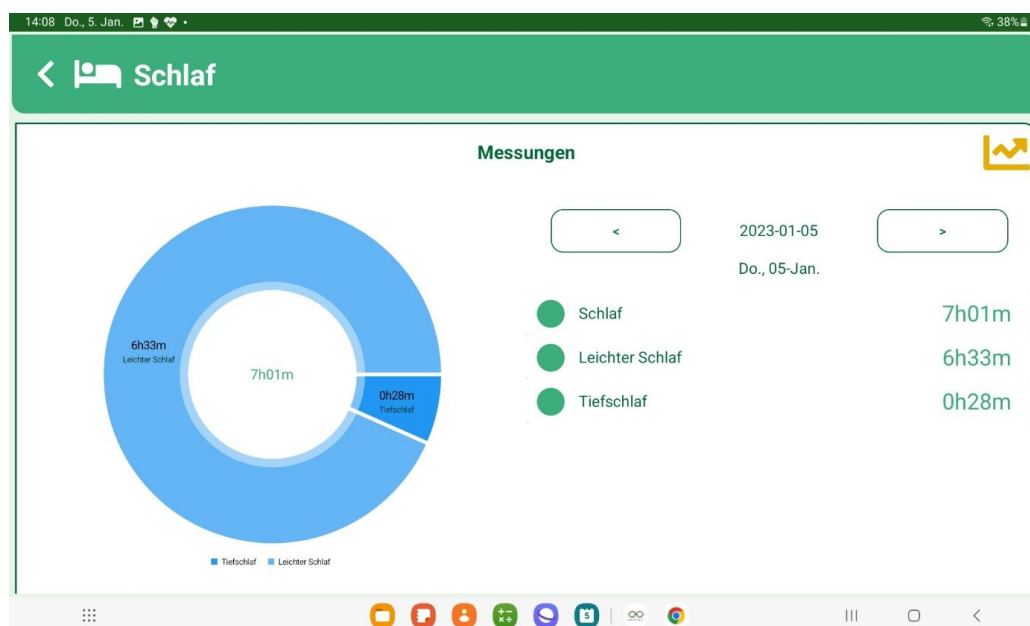 14:08 Do., 5. Jan.
38%
Schlaf
Messungen
< 2023-01-05 >
Do., 05-Jan.
Schlaf 7h01m
Leichter Schlaf 6h33m
Tiefschlaf 0h28m
6h33m
Leichter Schlaf
7h01m
0h28m
Tiefschlaf
Tiefschlaf Leichter Schlaf
5